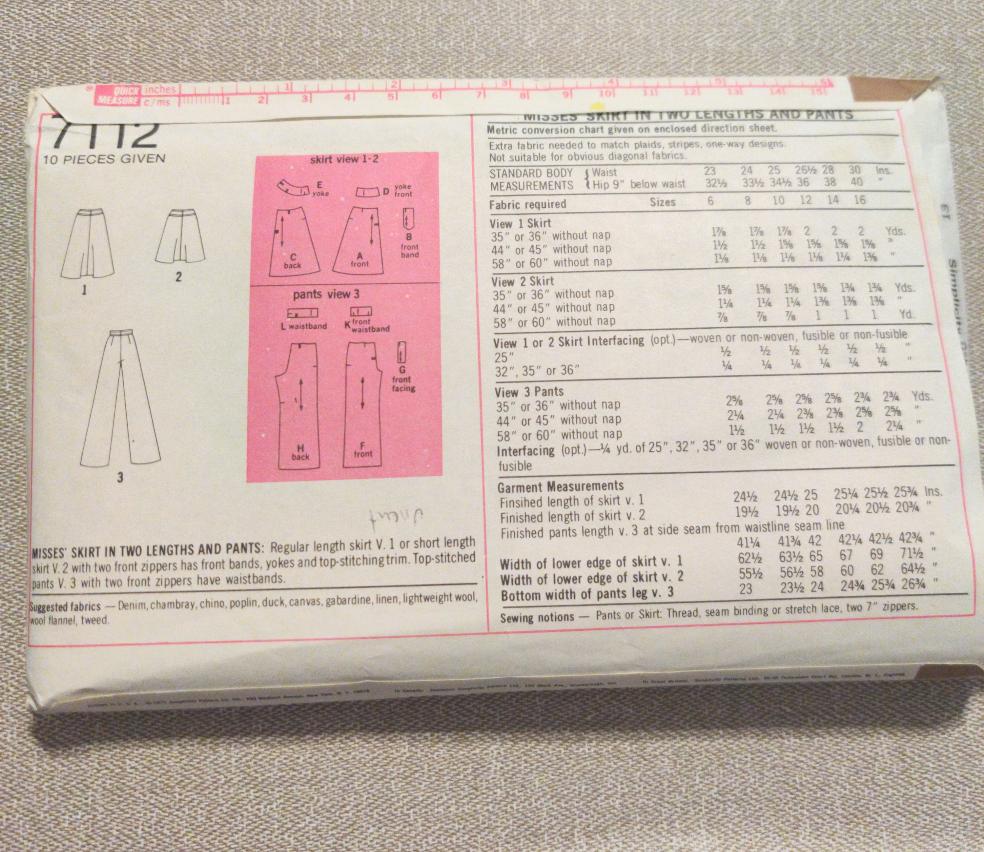 QUICK MEASURE
inches 1 2 3 4 5 6
c/ms 1 2 3 4 5 6 7 8 9 10 11 12 13 14 15
7112
10 PIECES GIVEN
1
2
3
skirt view 1-2
E yoke
D yoke front
C back
A front
B front band
pants view 3
L waistband
K front waistband
H back
F front
G front facing
uncut
MISSES' SKIRT IN TWO LENGTHS AND PANTS: Regular length skirt V. 1 or short length
skirt V. 2 with two front zippers has front bands, yokes and top-stitching trim. Top-stitched
pants V. 3 with two front zippers have waistbands.
Suggested fabrics — Denim, chambray, chino, poplin, duck, canvas, gabardine, linen, lightweight wool,
wool flannel, tweed.
MISSES' SKIRT IN TWO LENGTHS AND PANTS
Metric conversion chart given on enclosed direction sheet.
Extra fabric needed to match plaids, stripes, one-way designs.
Not suitable for obvious diagonal fabrics.
STANDARD BODY { Waist 23 24 25 26½ 28 30 Ins.
MEASUREMENTS { Hip 9" below waist 32½ 33½ 34½ 36 38 40 "
Fabric required Sizes 6 8 10 12 14 16
View 1 Skirt
35" or 36" without nap 1⅞ 1⅞ 1⅞ 2 2 2 Yds.
44" or 45" without nap 1½ 1½ 1⅝ 1⅝ 1⅝ 1⅝ "
58" or 60" without nap 1⅛ 1⅛ 1⅛ 1⅛ 1¼ 1⅜ "
View 2 Skirt
35" or 36" without nap 1⅝ 1⅝ 1⅝ 1⅝ 1¾ 1¾ Yds.
44" or 45" without nap 1¼ 1¼ 1¼ 1⅜ 1⅜ 1⅜ "
58" or 60" without nap ⅞ ⅞ ⅞ 1 1 1 Yd.
View 1 or 2 Skirt Interfacing (opt.)—woven or non-woven, fusible or non-fusible
25" ½ ½ ½ ½ ½ ½ "
32", 35" or 36" ¼ ¼ ¼ ¼ ¼ ¼ "
View 3 Pants
35" or 36" without nap 2⅝ 2⅝ 2⅝ 2⅝ 2¾ 2¾ Yds.
44" or 45" without nap 2¼ 2¼ 2⅜ 2⅜ 2⅝ 2⅝ "
58" or 60" without nap 1½ 1½ 1½ 1½ 2 2¼ "
Interfacing (opt.)—¼ yd. of 25", 32", 35" or 36" woven or non-woven, fusible or non-
fusible
Garment Measurements
Finsihed length of skirt v. 1 24½ 24½ 25 25¼ 25½ 25¾ Ins.
Finished length of skirt v. 2 19½ 19½ 20 20¼ 20½ 20¾ "
Finished pants length v. 3 at side seam from waistline seam line
41¼ 41¾ 42 42¼ 42½ 42¾ "
Width of lower edge of skirt v. 1 62½ 63½ 65 67 69 71½ "
Width of lower edge of skirt v. 2 55½ 56½ 58 60 62 64½ "
Bottom width of pants leg v. 3 23 23½ 24 24¾ 25¾ 26¾ "
Sewing notions — Pants or Skirt: Thread, seam binding or stretch lace, two 7" zippers.
Simplicity